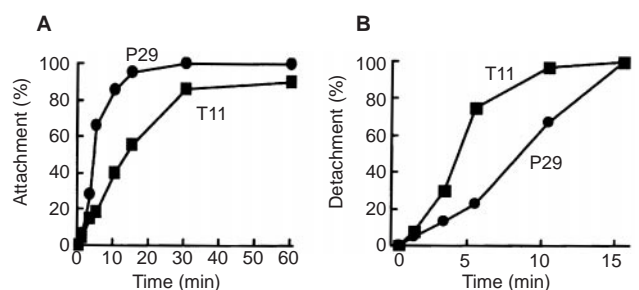 A
P29
T11
Attachment (%)
100
80
60
40
20
0
0 10 20 30 40 50 60
Time (min)
B
T11
P29
Detachment (%)
100
80
60
40
20
0
0 5 10 15
Time (min)